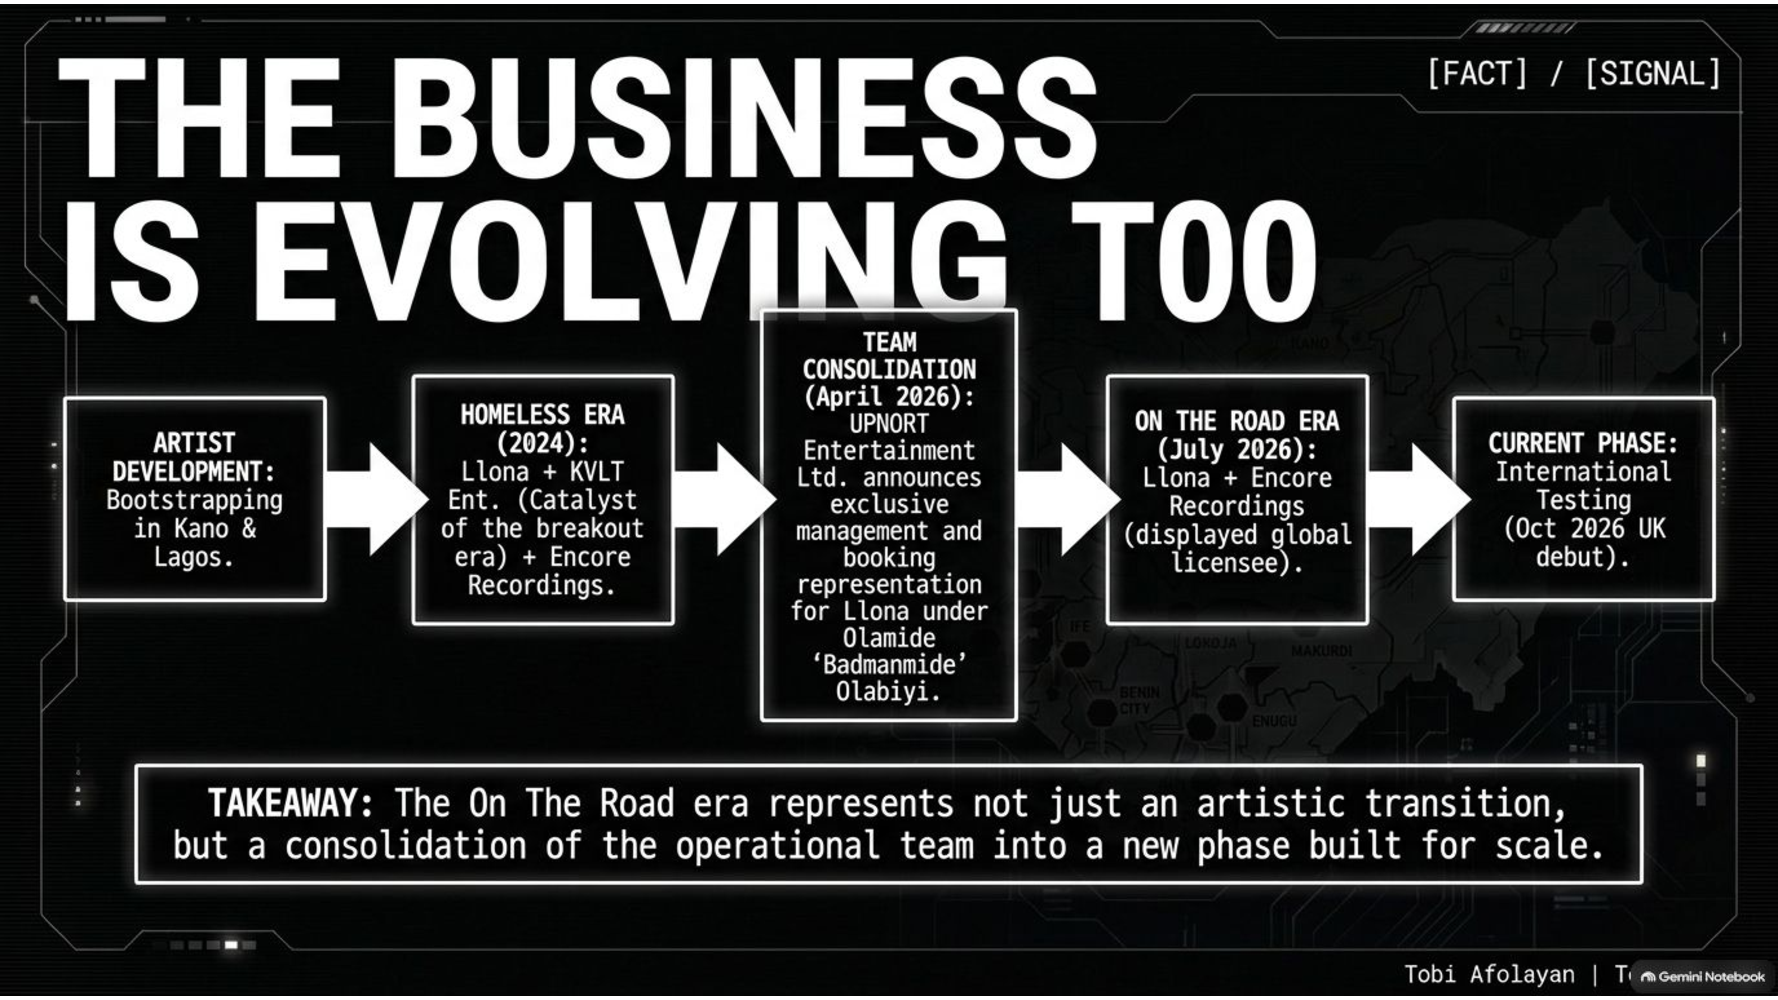 THE BUSINESS
IS EVOLVING TOO
[FACT] / [SIGNAL]
ARTIST
DEVELOPMENT:
Bootstrapping
in Kano &
Lagos.
HOMELESS ERA
(2024):
Llona + KVLT
Ent. (Catalyst
of the breakout
era) + Encore
Recordings.
TEAM
CONSOLIDATION
(April 2026):
UPNORT
Entertainment
Ltd. announces
exclusive
management and
booking
representation
for Llona under
Olamide
‘Badmanmide’
Olabiyi.
ON THE ROAD ERA
(July 2026):
Llona + Encore
Recordings
(displayed global
licensee).
CURRENT PHASE:
International
Testing
(Oct 2026 UK
debut).
KANO
IFE
LOKOJA
MAKURDI
BENIN
CITY
ENUGU
TAKEAWAY: The On The Road era represents not just an artistic transition,
but a consolidation of the operational team into a new phase built for scale.
Tobi Afolayan |
Gemini Notebook